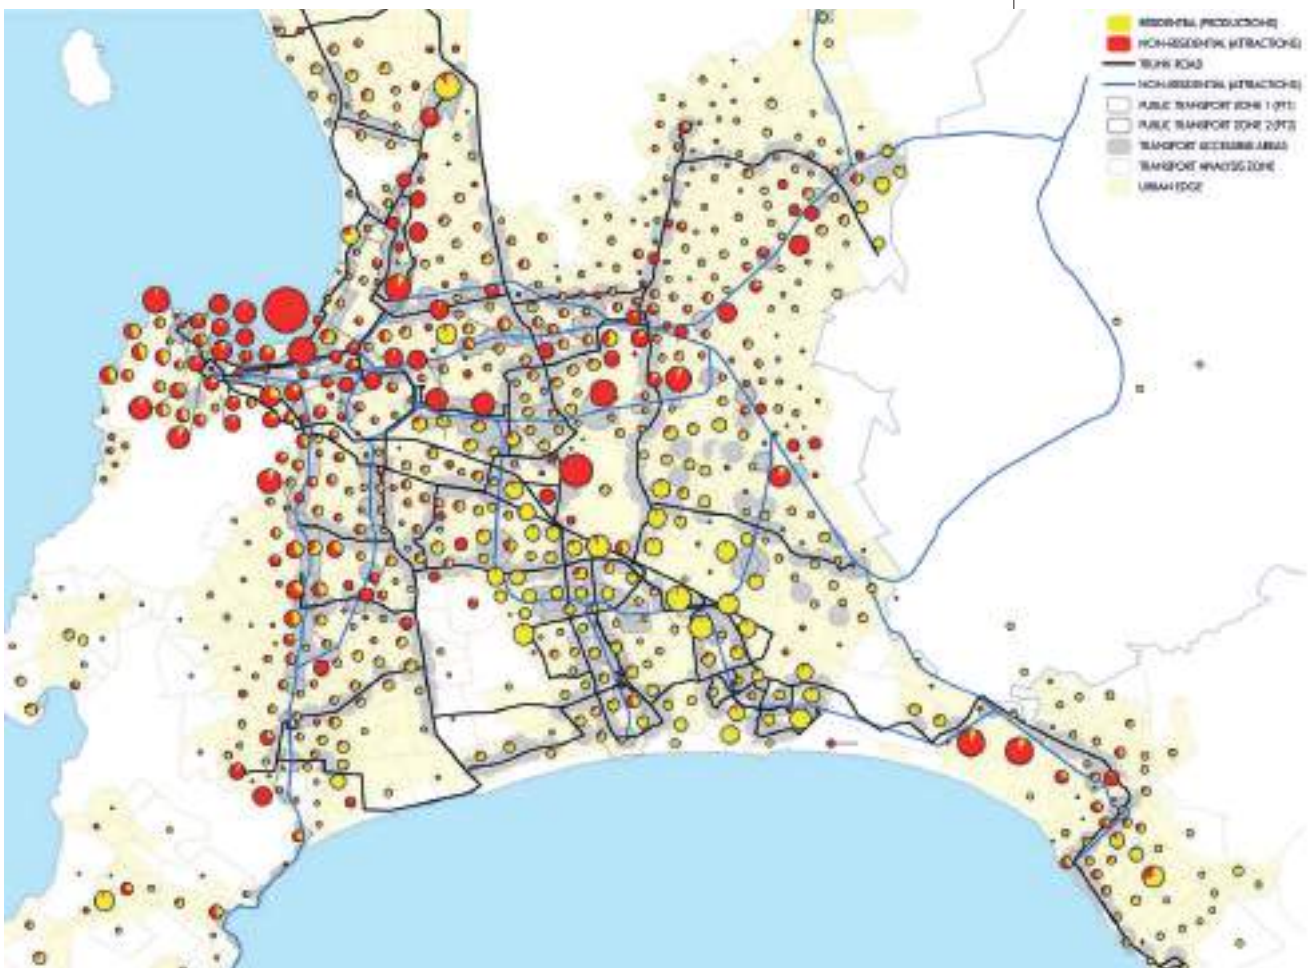 RESIDENTIAL (PRODUCTIONS)
NON-RESIDENTIAL (ATTRACTIONS)
TRUNK ROAD
NON-RESIDENTIAL (ATTRACTIONS)
PUBLIC TRANSPORT ZONE 1 (PT1)
PUBLIC TRANSPORT ZONE 2 (PT2)
TRANSPORT ACCESSIBLE AREAS
TRANSPORT ANALYSIS ZONE
URBAN EDGE